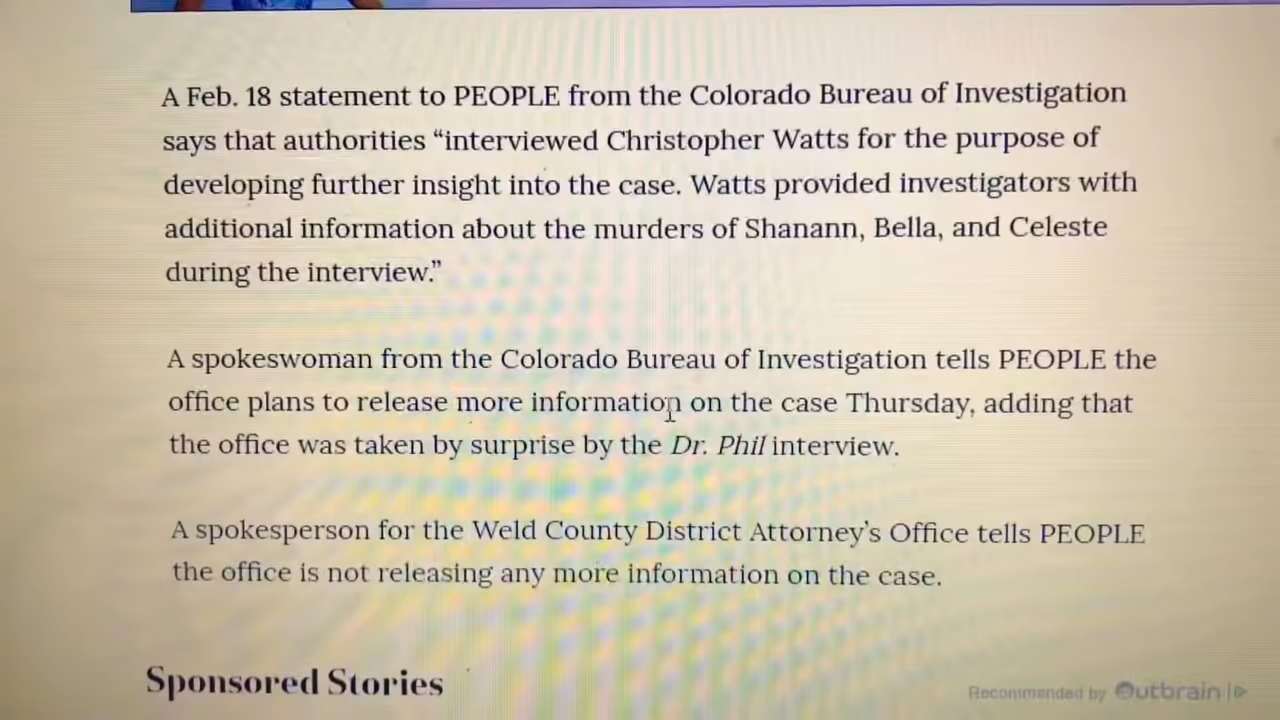 A Feb. 18 statement to PEOPLE from the Colorado Bureau of Investigation
says that authorities “interviewed Christopher Watts for the purpose of
developing further insight into the case. Watts provided investigators with
additional information about the murders of Shanann, Bella, and Celeste
during the interview.”
A spokeswoman from the Colorado Bureau of Investigation tells PEOPLE the
office plans to release more information on the case Thursday, adding that
the office was taken by surprise by the Dr. Phil interview.
A spokesperson for the Weld County District Attorney’s Office tells PEOPLE
the office is not releasing any more information on the case.
Sponsored Stories
Recommended by Outbrain